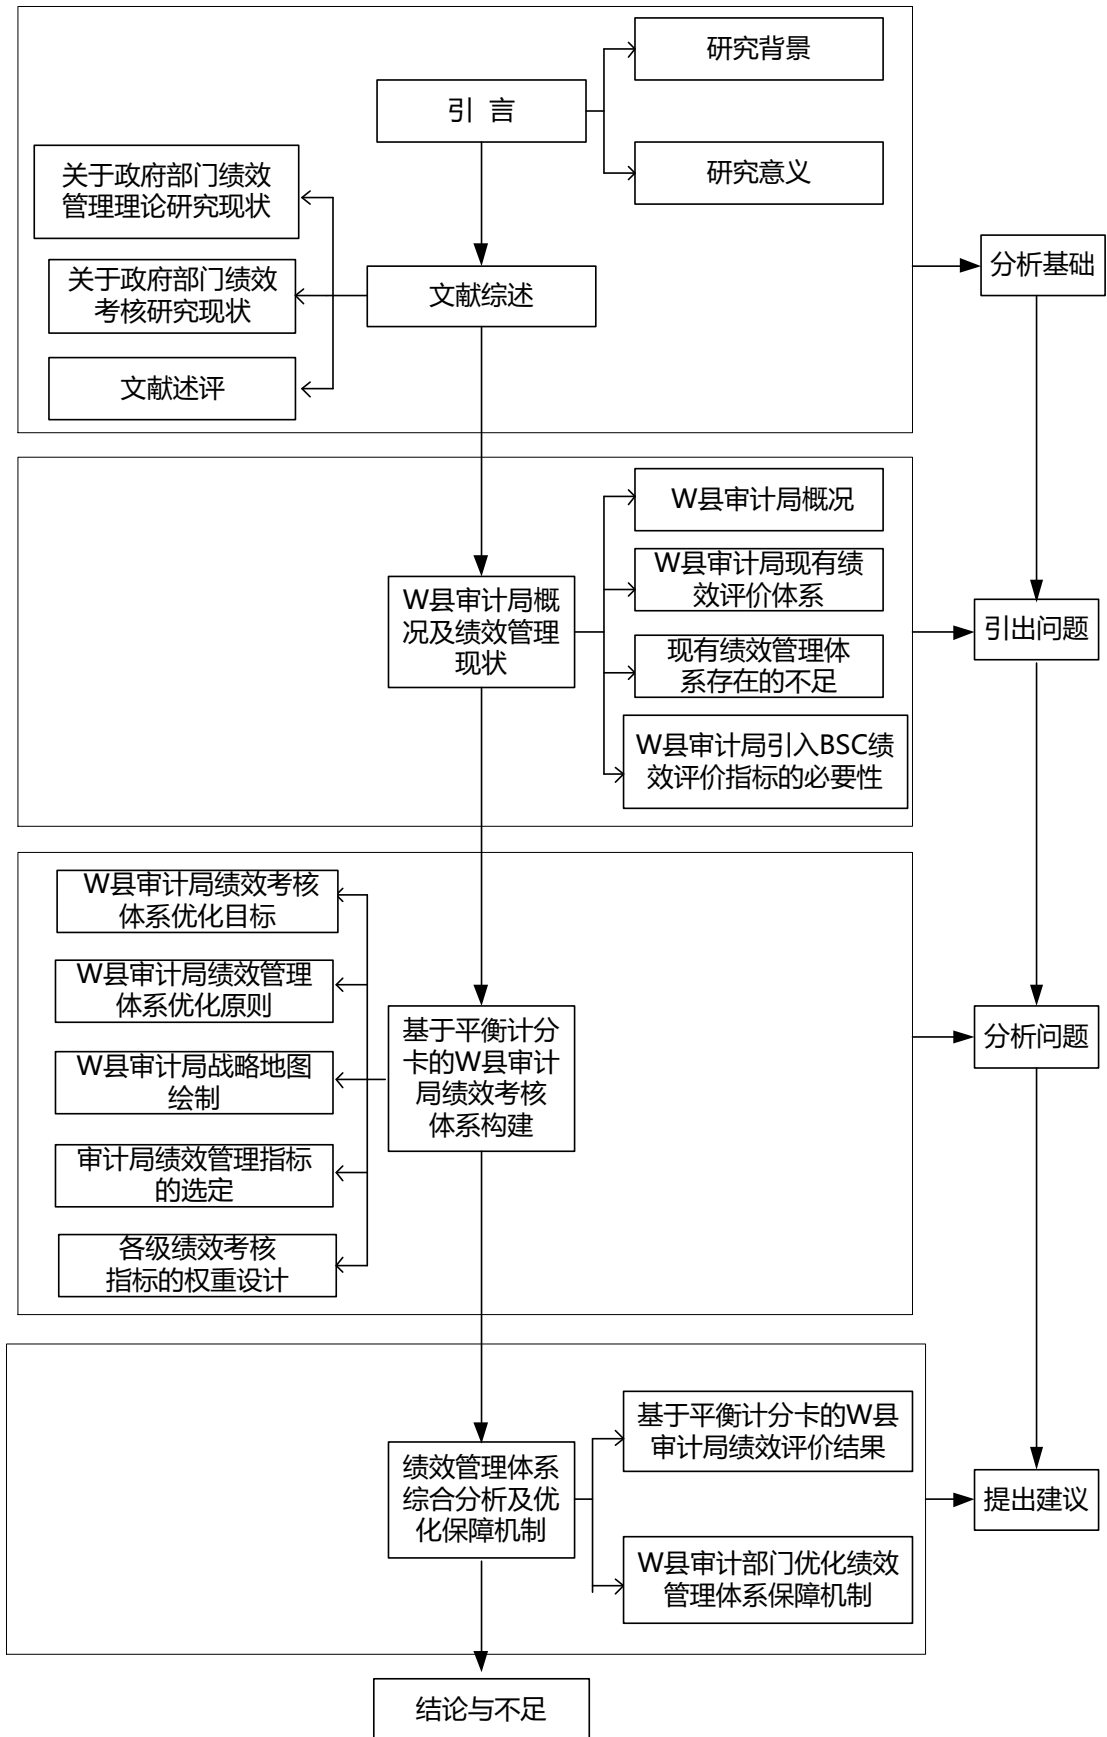 研究背景
引 言
研究意义
关于政府部门绩效
管理理论研究现状
关于政府部门绩效
考核研究现状
文献综述
文献述评
分析基础
W县审计局概况
W县审计局现有绩
效评价体系
W县审计局概
况及绩效管理
现状
现有绩效管理体
系存在的不足
W县审计局引入BSC绩
效评价指标的必要性
引出问题
W县审计局绩效考核
体系优化目标
W县审计局绩效管理
体系优化原则
W县审计局战略地图
绘制
审计局绩效管理指标
的选定
各级绩效考核
指标的权重设计
基于平衡计分
卡的W县审计
局绩效考核
体系构建
分析问题
基于平衡计分卡的W县
审计局绩效评价结果
绩效管理体系
综合分析及优
化保障机制
W县审计部门优化绩效
管理体系保障机制
提出建议
结论与不足